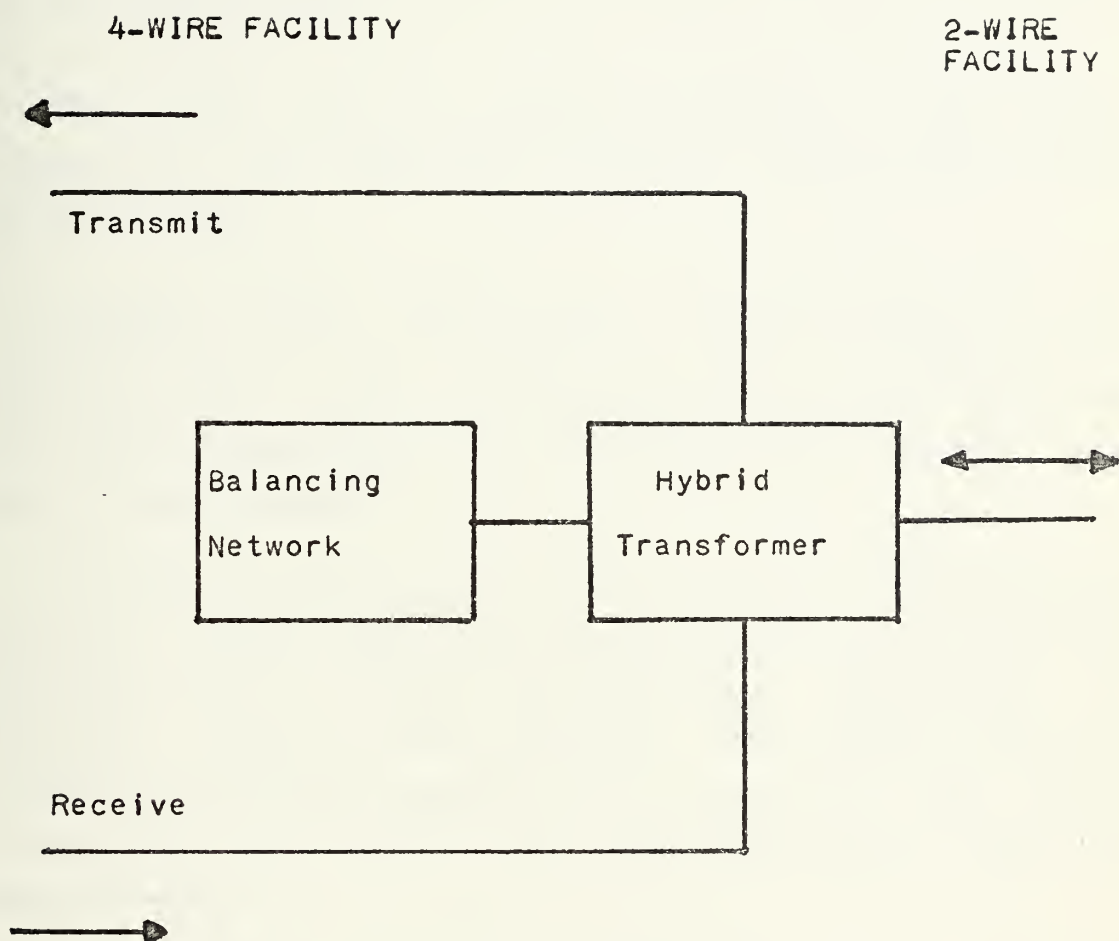 4-WIRE FACILITY
2-WIRE
FACILITY
Transmit
Balancing
Network
Hybrid
Transformer
Receive